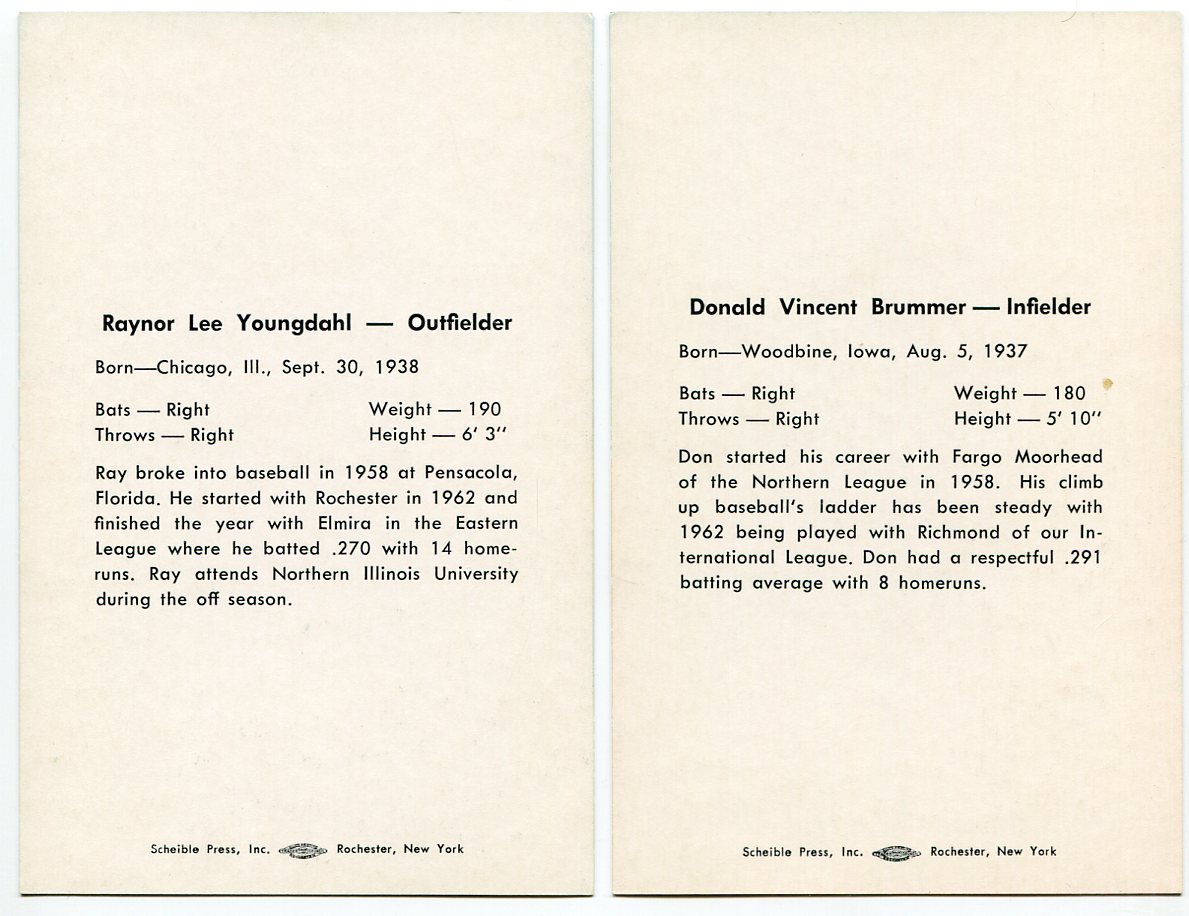 Raynor Lee Youngdahl — Outfielder
Born—Chicago, Ill., Sept. 30, 1938
Bats — Right Weight — 190
Throws — Right Height — 6' 3''
Ray broke into baseball in 1958 at Pensacola,
Florida. He started with Rochester in 1962 and
finished the year with Elmira in the Eastern
League where he batted .270 with 14 home-
runs. Ray attends Northern Illinois University
during the off season.
Scheible Press, Inc. Rochester, New York
Donald Vincent Brummer — Infielder
Born—Woodbine, Iowa, Aug. 5, 1937
Bats — Right Weight — 180
Throws — Right Height — 5' 10''
Don started his career with Fargo Moorhead
of the Northern League in 1958. His climb
up baseball's ladder has been steady with
1962 being played with Richmond of our In-
ternational League. Don had a respectful .291
batting average with 8 homeruns.
Scheible Press, Inc. Rochester, New York